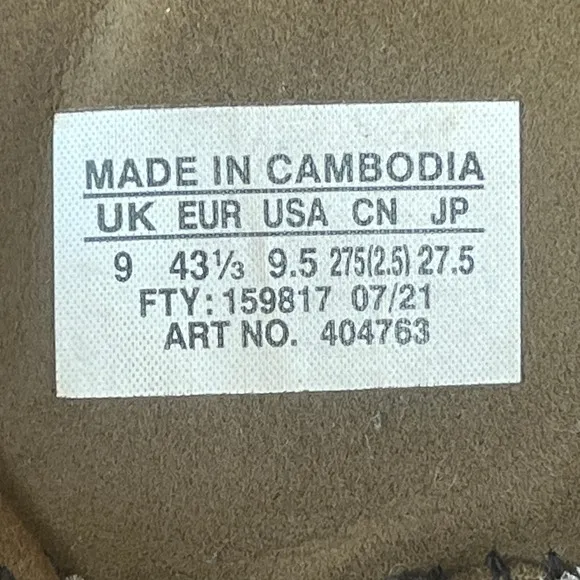 MADE IN CAMBODIA
UK EUR USA CN JP
9 43⅓ 9.5 275(2.5) 27.5
FTY: 159817 07/21
ART NO. 404763